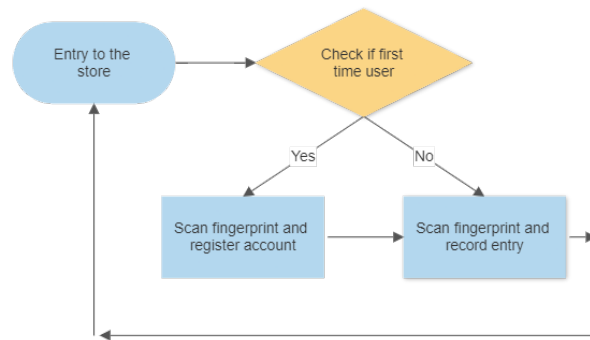 Entry to the
store
Check if first
time user
Yes
No
Scan fingerprint and
register account
Scan fingerprint and
record entry